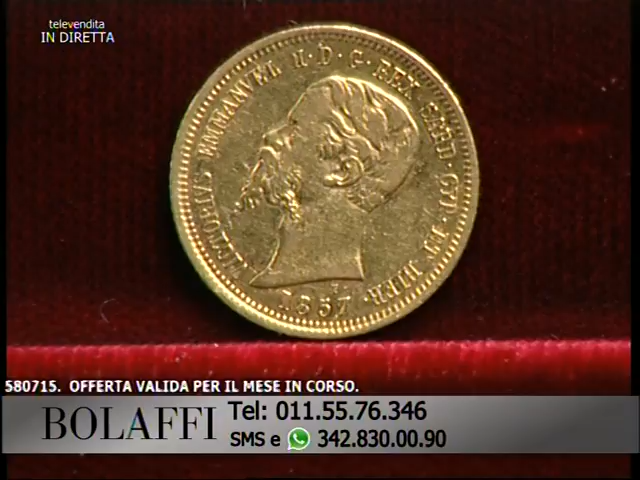 televendita
IN DIRETTA
VICTORIVS EMMANVEL II · D · G · REX SARD · CYP · ET HIER ·
1857
580715. OFFERTA VALIDA PER IL MESE IN CORSO.
BOLAFFI
Tel: 011.55.76.346
SMS e 342.830.00.90